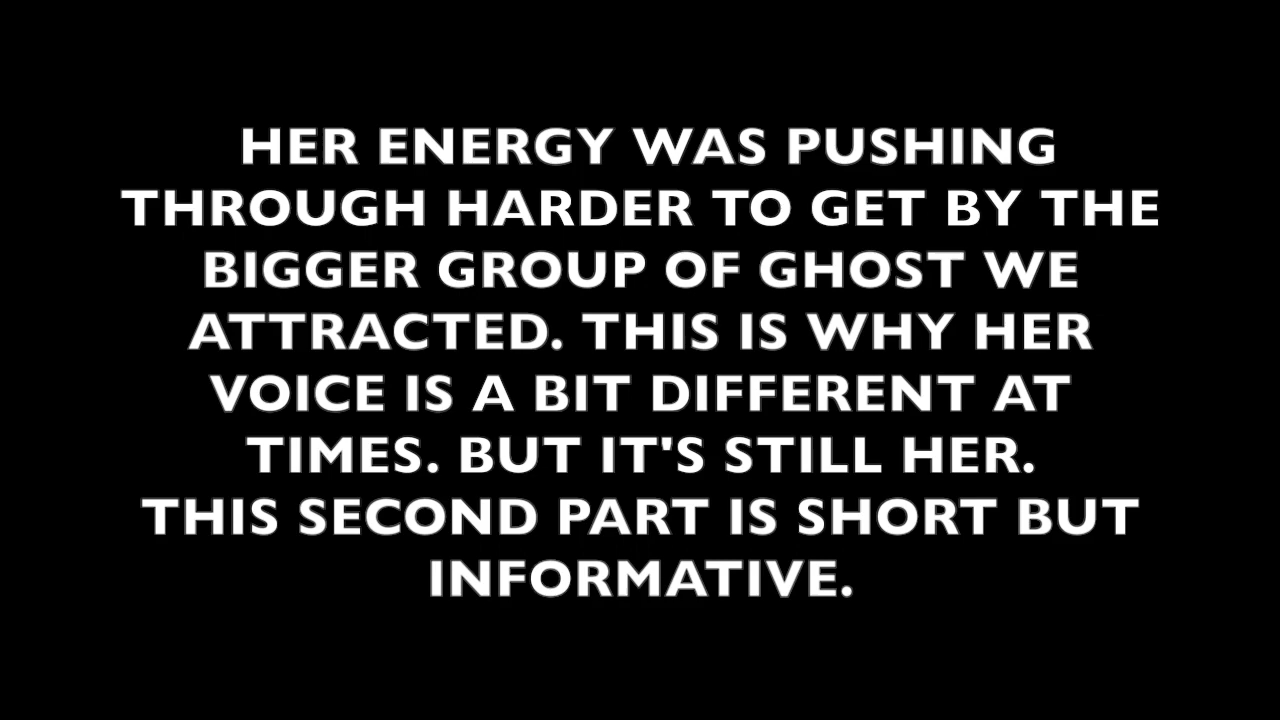 HER ENERGY WAS PUSHING
THROUGH HARDER TO GET BY THE
BIGGER GROUP OF GHOST WE
ATTRACTED. THIS IS WHY HER
VOICE IS A BIT DIFFERENT AT
TIMES. BUT IT'S STILL HER.
THIS SECOND PART IS SHORT BUT
INFORMATIVE.